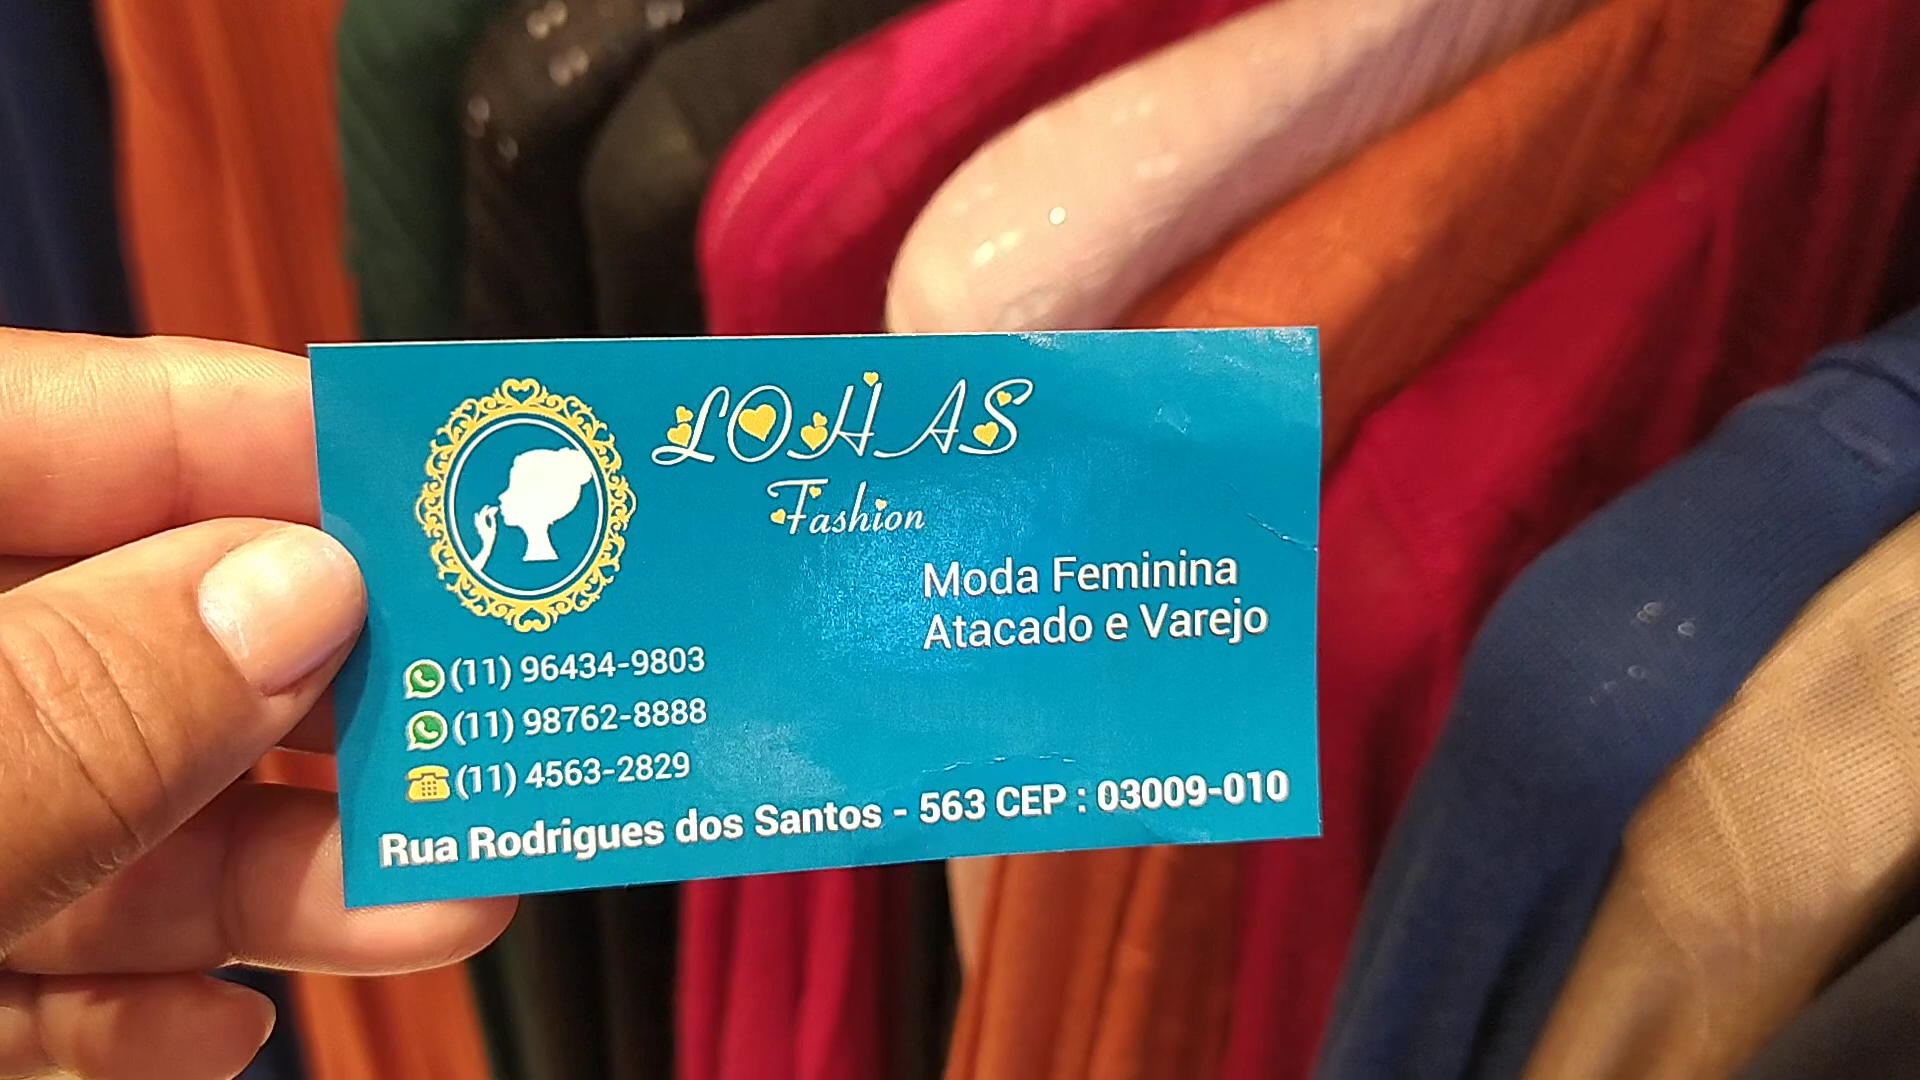 LOHAS
Fashion
Moda Feminina
Atacado e Varejo
(11) 96434-9803
(11) 98762-8888
(11) 4563-2829
Rua Rodrigues dos Santos - 563 CEP : 03009-010